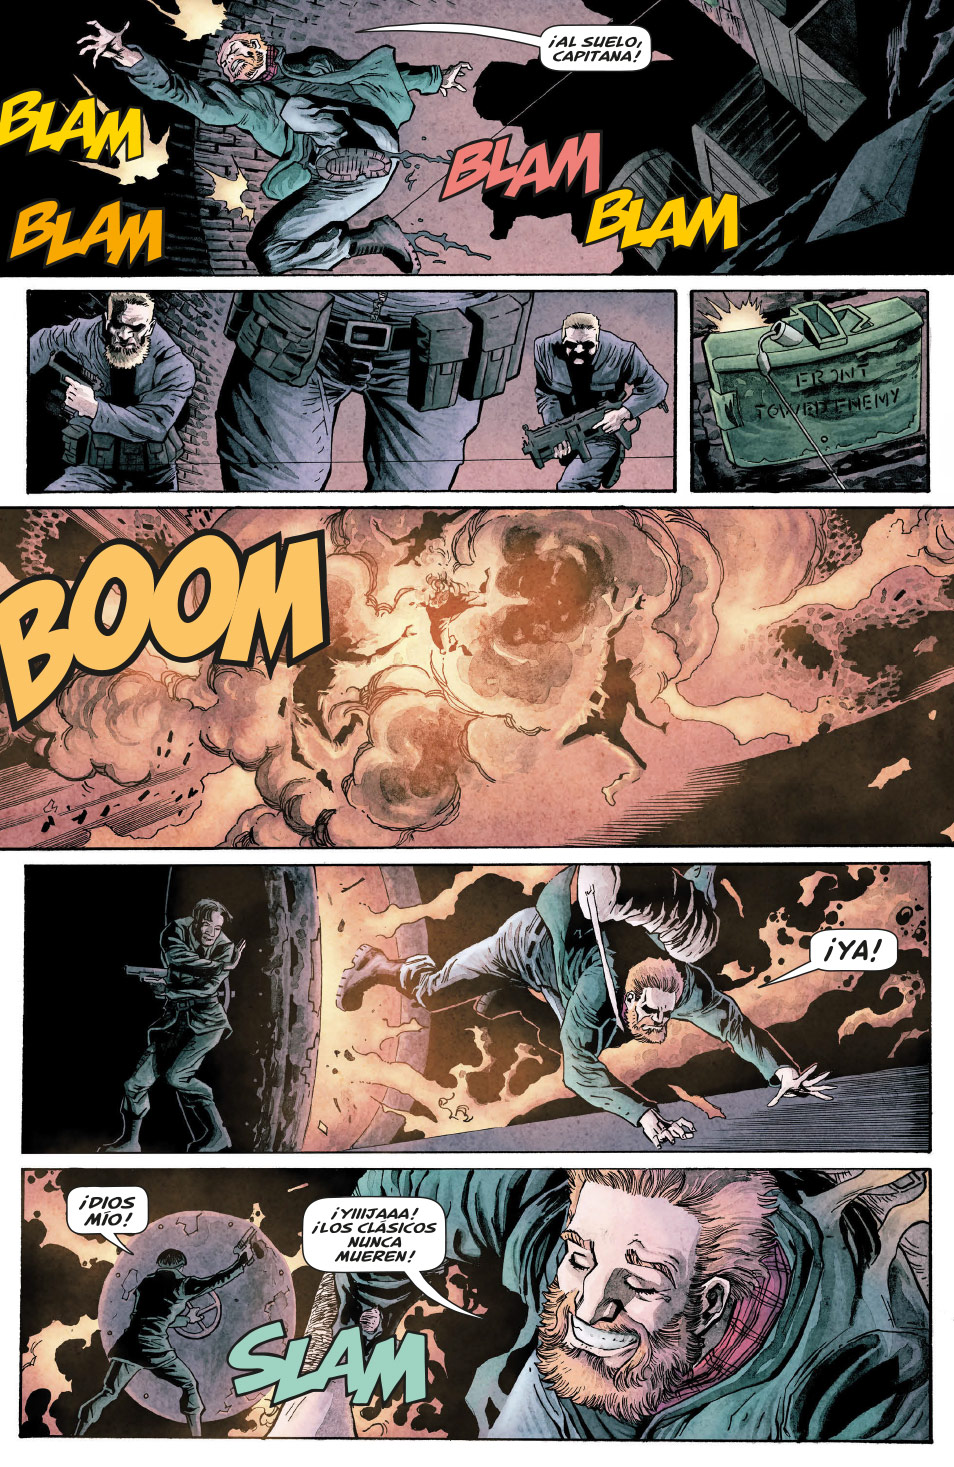 ¡AL SUELO,
CAPITANA!
BLAM
BLAM
BLAM
BLAM
FRONT
TOWARD ENEMY
BOOM
¡YA!
¡DIOS
MÍO!
¡YIIIJAAA!
¡LOS CLÁSICOS
NUNCA
MUEREN!
SLAM